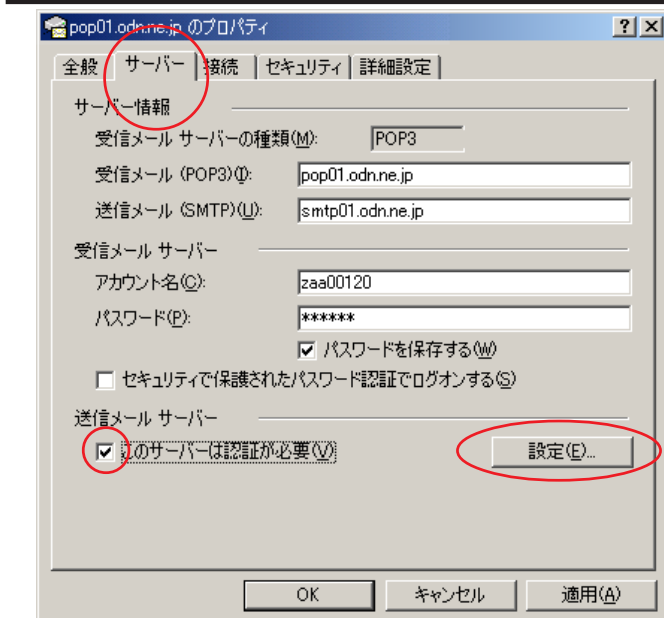 pop01.odn.ne.jp のプロパティ
全般 サーバー 接続 セキュリティ 詳細設定
サーバー情報
受信メール サーバーの種類(M): POP3
受信メール (POP3)(I): pop01.odn.ne.jp
送信メール (SMTP)(U): smtp01.odn.ne.jp
受信メール サーバー
アカウント名(C): zaa00120
パスワード(P): ******
パスワードを保存する(W)
セキュリティで保護されたパスワード認証でログオンする(S)
送信メール サーバー
このサーバーは認証が必要(V) 設定(E)...
OK キャンセル 適用(A)